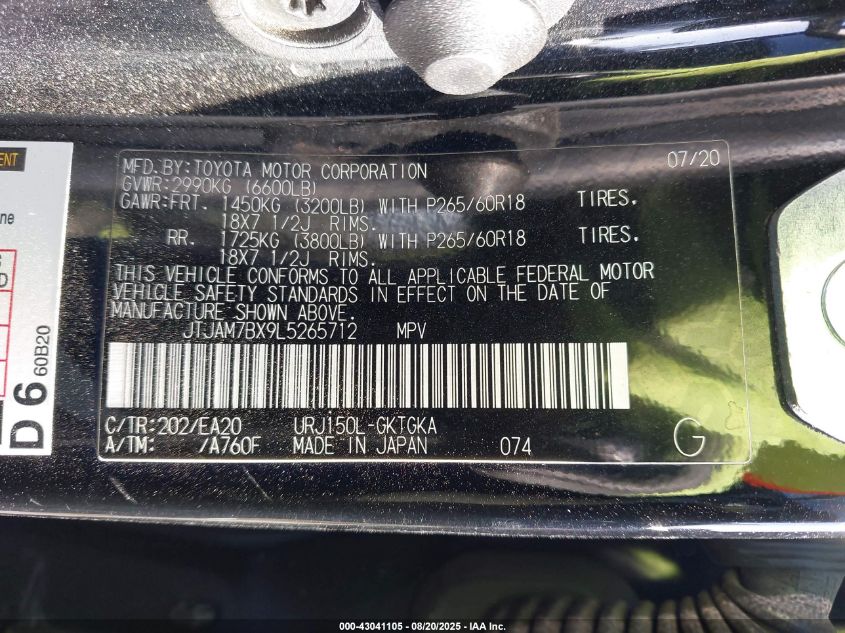 MFD. BY:TOYOTA MOTOR CORPORATION 07/20
GVWR:2990KG (6600LB)
GAWR:FRT. 1450KG (3200LB) WITH P265/60R18 TIRES.
18X7 1/2J RIMS.
RR. 1725KG (3800LB) WITH P265/60R18 TIRES.
18X7 1/2J RIMS.
THIS VEHICLE CONFORMS TO ALL APPLICABLE FEDERAL MOTOR
VEHICLE SAFETY STANDARDS IN EFFECT ON THE DATE OF
MANUFACTURE SHOWN ABOVE.
JTJAM7BX9L5265712 MPV
C/TR:202/EA20 URJ150L-GKTGKA
A/TM: /A760F MADE IN JAPAN 074 G
D6 60B20
000-43041105 - 08/20/2025 - IAA Inc.